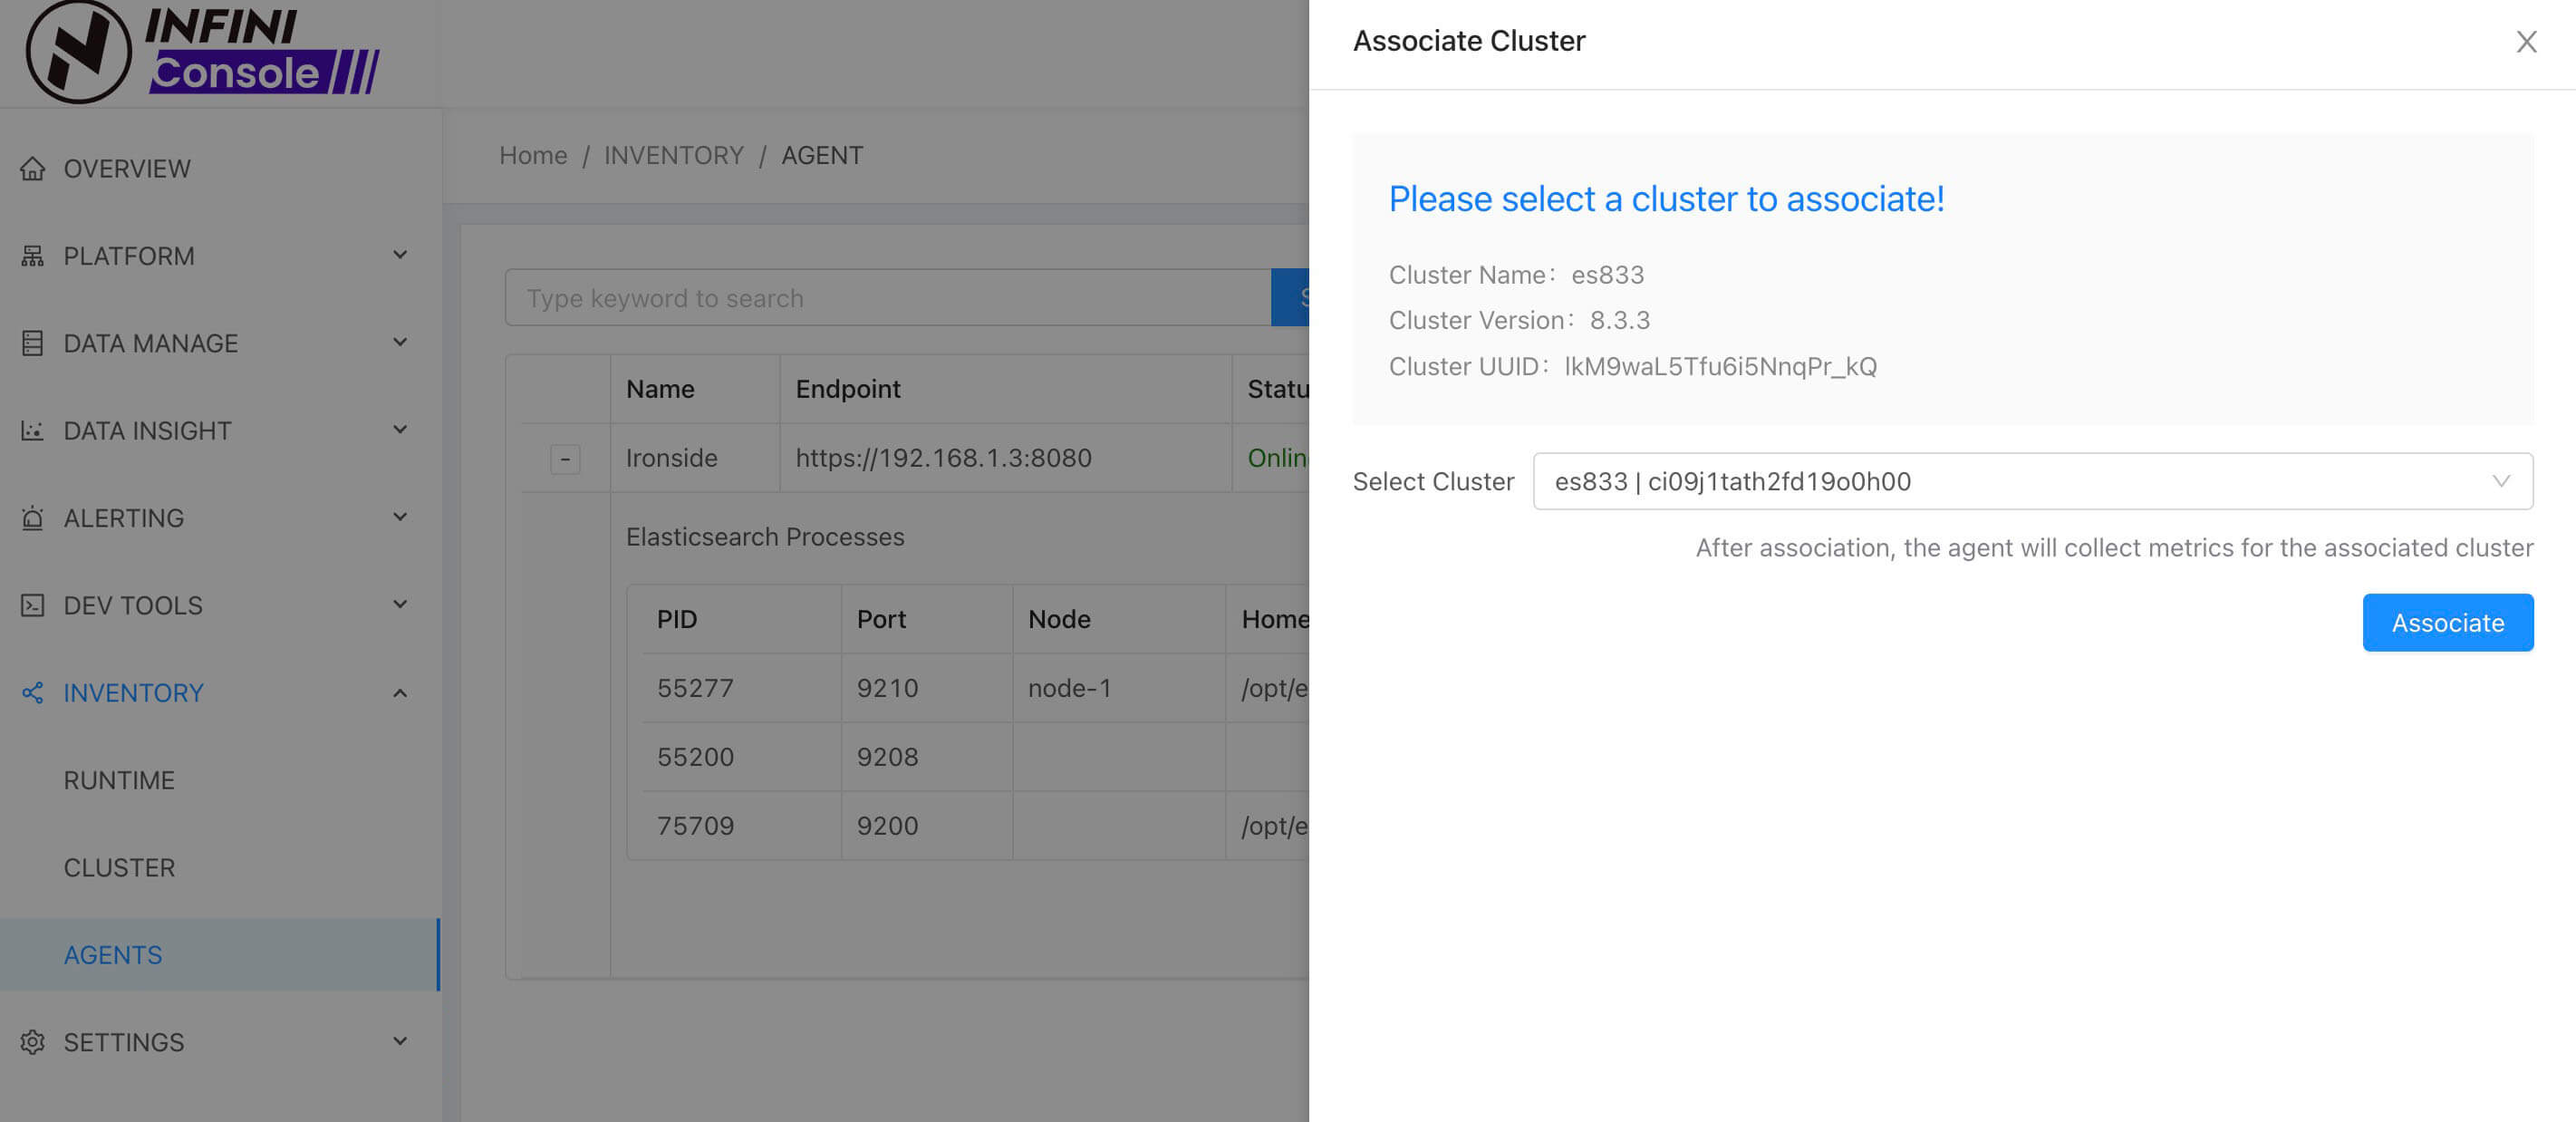 INFINI
Console
OVERVIEW
PLATFORM
DATA MANAGE
DATA INSIGHT
ALERTING
DEV TOOLS
INVENTORY
RUNTIME
CLUSTER
AGENTS
SETTINGS
Home / INVENTORY / AGENT
Type keyword to search
Name Endpoint Statu
- Ironside https://192.168.1.3:8080 Onlin
Elasticsearch Processes
PID Port Node Home
55277 9210 node-1 /opt/e
55200 9208
75709 9200 /opt/e
Associate Cluster
Please select a cluster to associate!
Cluster Name： es833
Cluster Version： 8.3.3
Cluster UUID： lkM9waL5Tfu6i5NnqPr_kQ
Select Cluster es833 | ci09j1tath2fd19o0h00
After association, the agent will collect metrics for the associated cluster
Associate